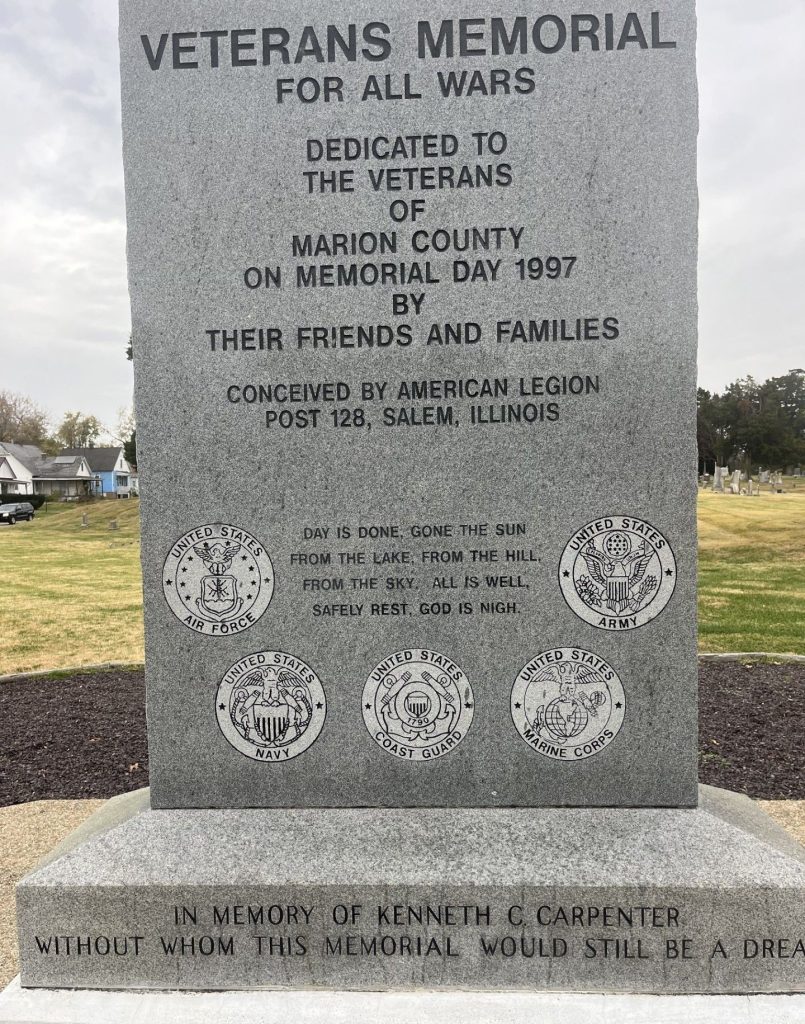 VETERANS MEMORIAL
FOR ALL WARS
DEDICATED TO
THE VETERANS
OF
MARION COUNTY
ON MEMORIAL DAY 1997
BY
THEIR FRIENDS AND FAMILIES
CONCEIVED BY AMERICAN LEGION
POST 128, SALEM, ILLINOIS
DAY IS DONE, GONE THE SUN
FROM THE LAKE, FROM THE HILL,
FROM THE SKY, ALL IS WELL,
SAFELY REST, GOD IS NIGH.
UNITED STATES
AIR FORCE
UNITED STATES
ARMY
UNITED STATES
NAVY
UNITED STATES
1790
COAST GUARD
UNITED STATES
MARINE CORPS
IN MEMORY OF KENNETH C. CARPENTER
WITHOUT WHOM THIS MEMORIAL WOULD STILL BE A DREA